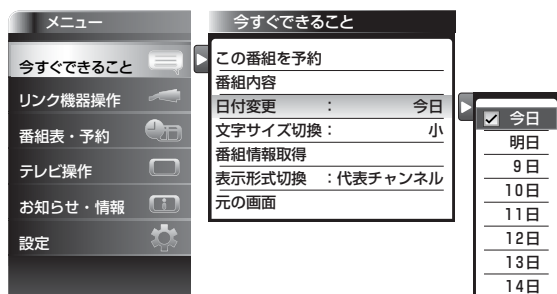 メニュー
今すぐできること
リンク機器操作
番組表・予約
テレビ操作
お知らせ・情報
設定
今すぐできること
この番組を予約
番組内容
日付変更 : 今日
文字サイズ切換 : 小
番組情報取得
表示形式切換 : 代表チャンネル
元の画面
今日
明日
9日
10日
11日
12日
13日
14日